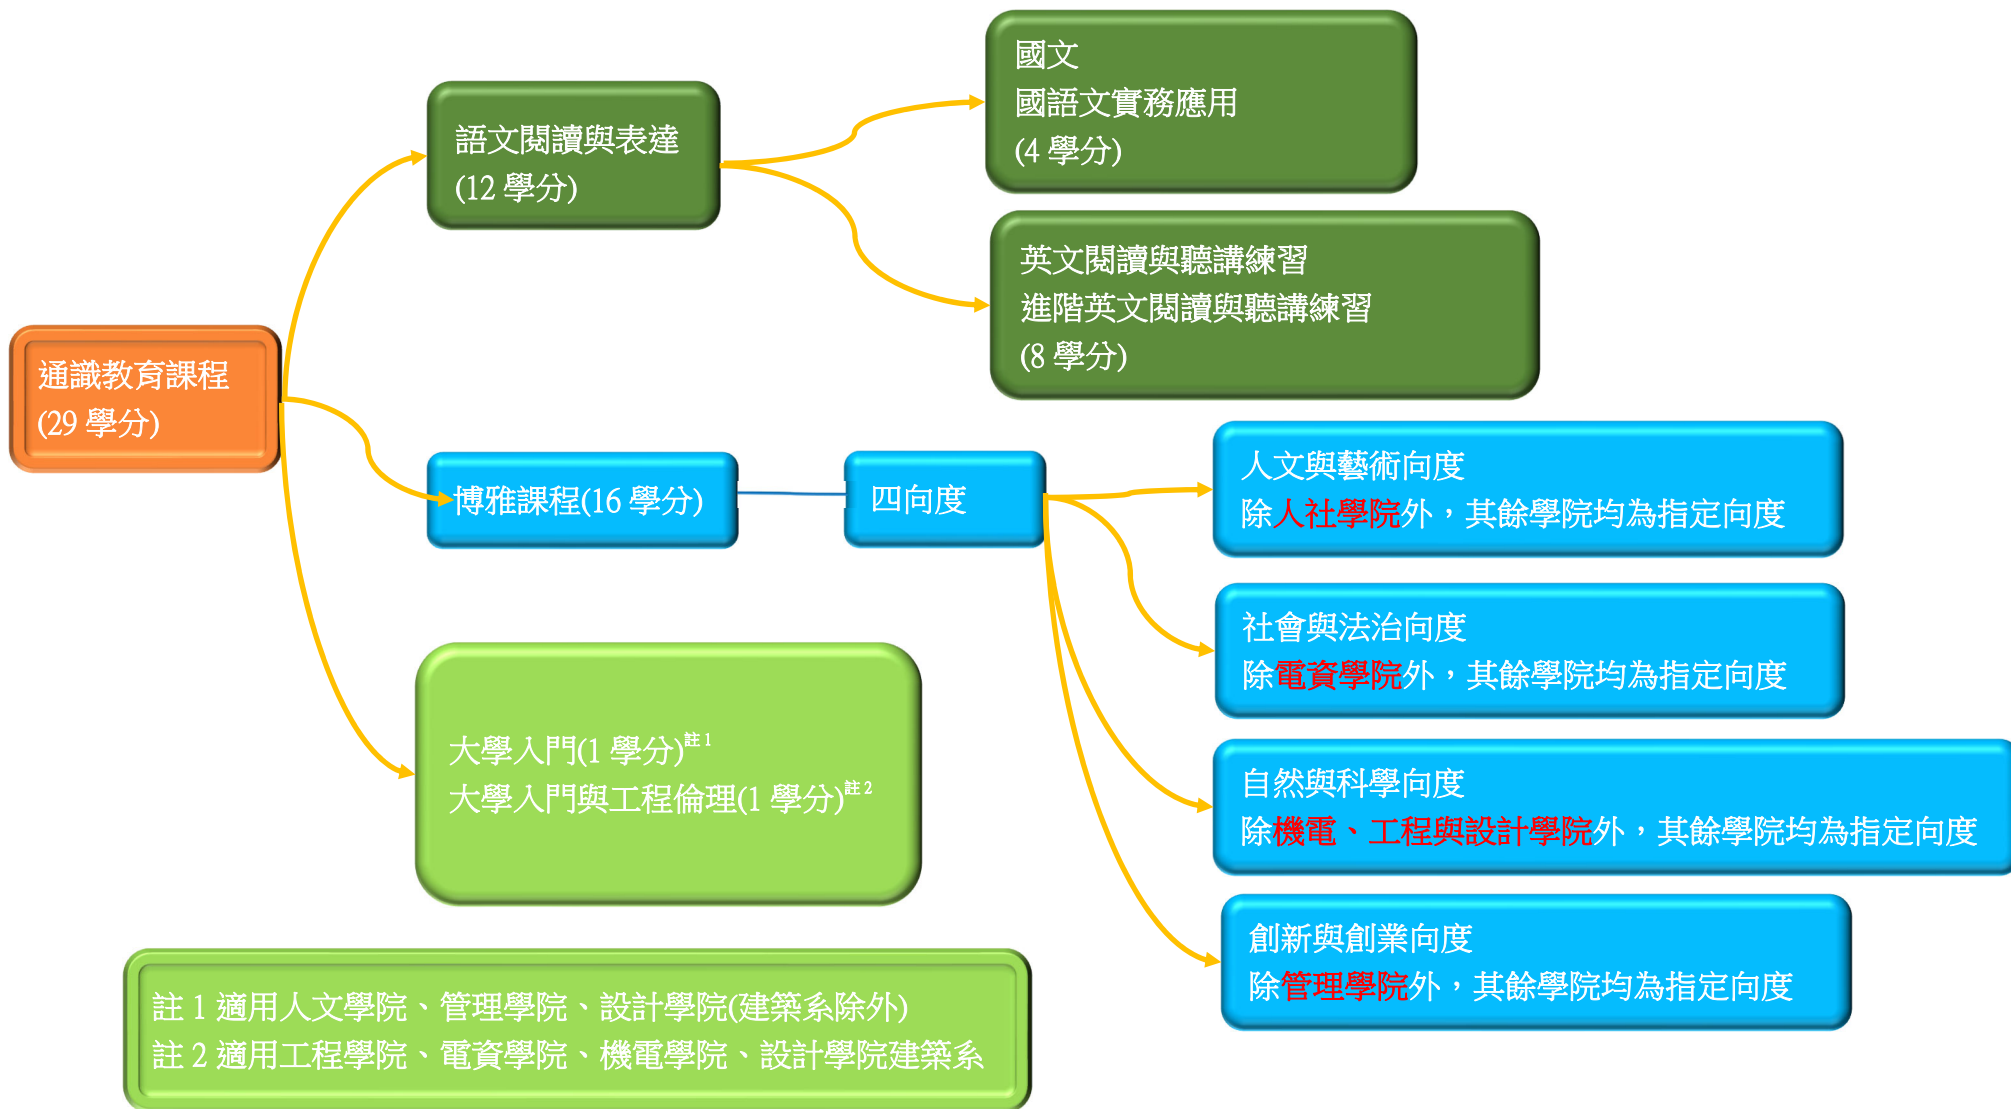 通識教育課程
(29 學分)
語文閱讀與表達
(12 學分)
國文
國語文實務應用
(4 學分)
英文閱讀與聽講練習
進階英文閱讀與聽講練習
(8 學分)
博雅課程(16 學分)
四向度
人文與藝術向度
除人社學院外，其餘學院均為指定向度
社會與法治向度
除電資學院外，其餘學院均為指定向度
自然與科學向度
除機電、工程與設計學院外，其餘學院均為指定向度
創新與創業向度
除管理學院外，其餘學院均為指定向度
大學入門(1 學分)註 1
大學入門與工程倫理(1 學分)註 2
註 1 適用人文學院、管理學院、設計學院(建築系除外)
註 2 適用工程學院、電資學院、機電學院、設計學院建築系